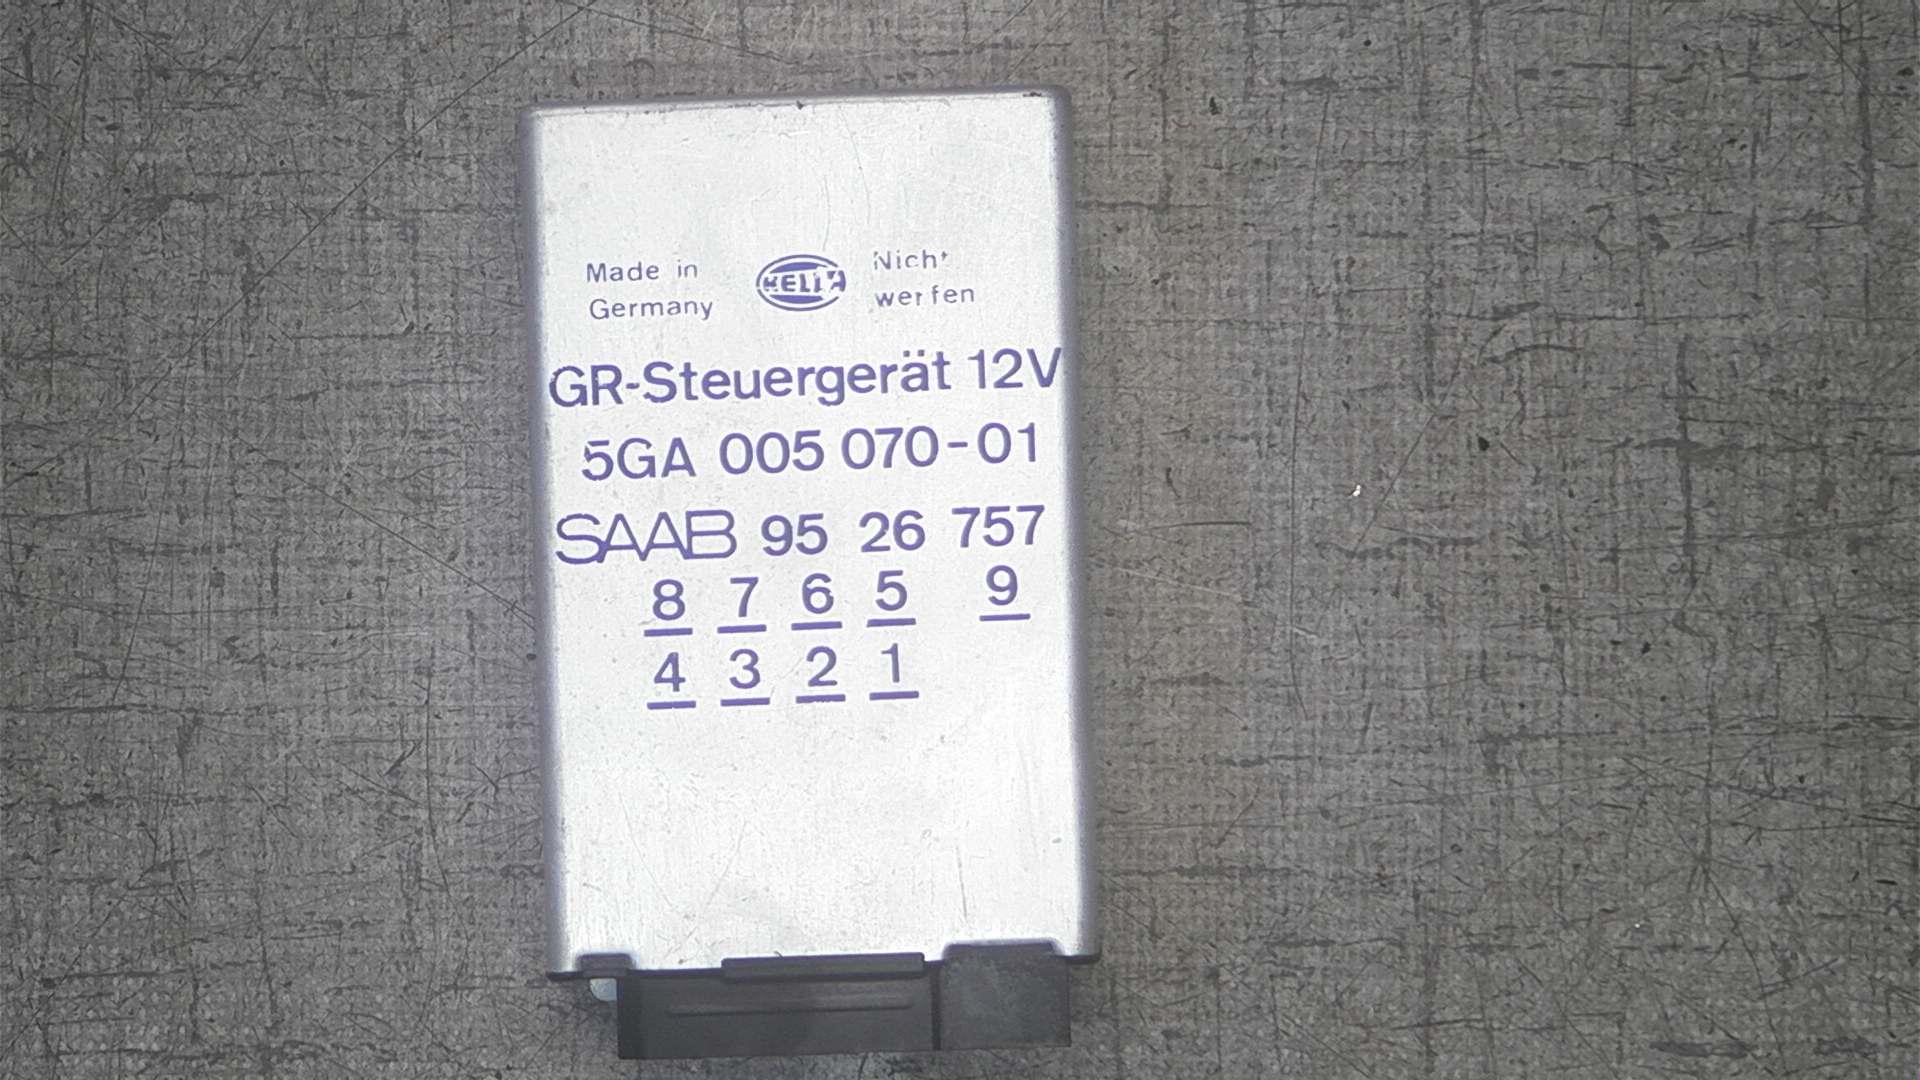 Made in
Germany
HELLA
Nicht
werfen
GR-Steuergerät 12V
5GA 005 070-01
SAAB 95 26 757
8 7 6 5 9
4 3 2 1